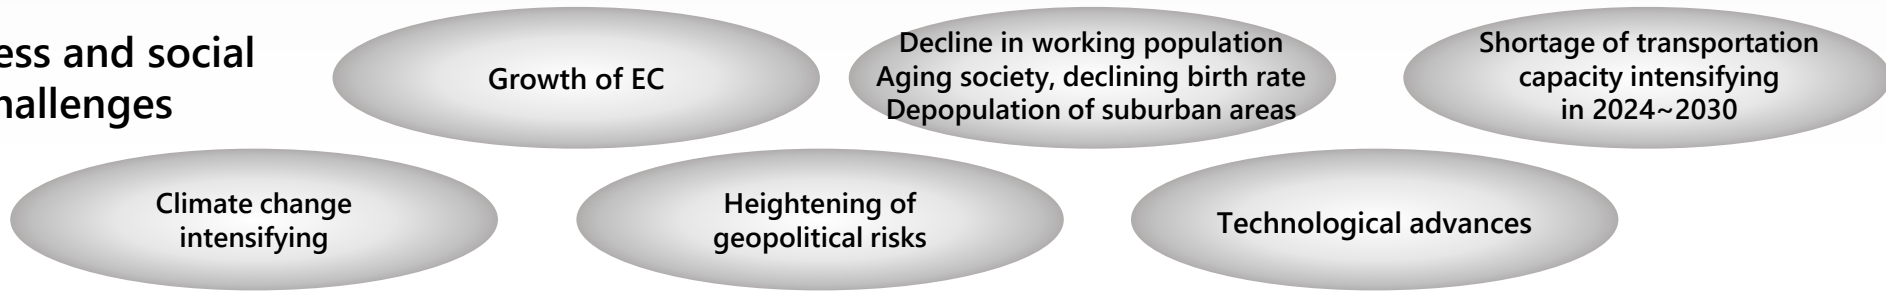 ess and social
hallenges
Growth of EC
Decline in working population
Aging society, declining birth rate
Depopulation of suburban areas
Shortage of transportation
capacity intensifying
in 2024~2030
Climate change
intensifying
Heightening of
geopolitical risks
Technological advances